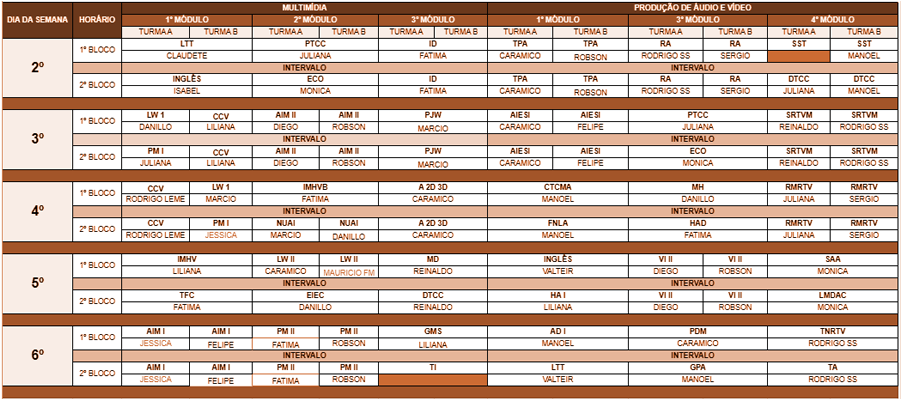 DIA DA SEMANA HORÁRIO MULTIMÍDIA PRODUÇÃO DE ÁUDIO E VÍDEO
1º MÓDULO 2º MÓDULO 3º MÓDULO 1º MÓDULO 3º MÓDULO 4º MÓDULO
TURMA A TURMA B TURMA A TURMA B TURMA A TURMA B TURMA A TURMA B TURMA A TURMA B TURMA A TURMA B
2º
1º BLOCO LTT PTCC ID TPA TPA RA RA SST SST
CLAUDETE JULIANA FATIMA CARAMICO ROBSON RODRIGO SS SERGIO MANOEL
INTERVALO INTERVALO
2º BLOCO INGLÊS ECO ID TPA TPA RA RA DTCC DTCC
ISABEL MONICA FATIMA CARAMICO ROBSON RODRIGO SS SERGIO JULIANA MANOEL
3º
1º BLOCO LW 1 CCV AIM II AIM II PJW AIESI AIESI PTCC SRTVM SRTVM
DANILLO LILIANA DIEGO ROBSON MARCIO CARAMICO FELIPE JULIANA REINALDO RODRIGO SS
INTERVALO INTERVALO
2º BLOCO PM I CCV AIM II AIM II PJW AIESI AIESI ECO SRTVM SRTVM
JULIANA LILIANA DIEGO ROBSON MARCIO CARAMICO FELIPE MONICA REINALDO RODRIGO SS
4º
1º BLOCO CCV LW 1 IMHVB A 2D 3D CTCMA MH RMRTV RMRTV
RODRIGO LEME MARCIO FATIMA CARAMICO MANOEL DANILLO JULIANA SERGIO
INTERVALO INTERVALO
2º BLOCO CCV PM I NUAI NUAI A 2D 3D FNLA HAD RMRTV RMRTV
RODRIGO LEME JESSICA MARCIO DANILLO CARAMICO MANOEL FATIMA JULIANA SERGIO
5º
1º BLOCO IMHV LW II LW II MD INGLÊS VI II VI II SAA
LILIANA CARAMICO MAURICIO FM REINALDO VALTEIR DIEGO ROBSON MONICA
INTERVALO INTERVALO
2º BLOCO TFC EIEC DTCC HA I VI II VI II LMDAC
FATIMA DANILLO REINALDO LILIANA DIEGO ROBSON MONICA
6º
1º BLOCO AIM I AIM I PM II PM II GMS AD I PDM TNRTV
JESSICA FELIPE FATIMA ROBSON LILIANA MANOEL CARAMICO RODRIGO SS
INTERVALO INTERVALO
2º BLOCO AIM I AIM I PM II PM II TI LTT GPA TA
JESSICA FELIPE FATIMA ROBSON VALTEIR MANOEL RODRIGO SS